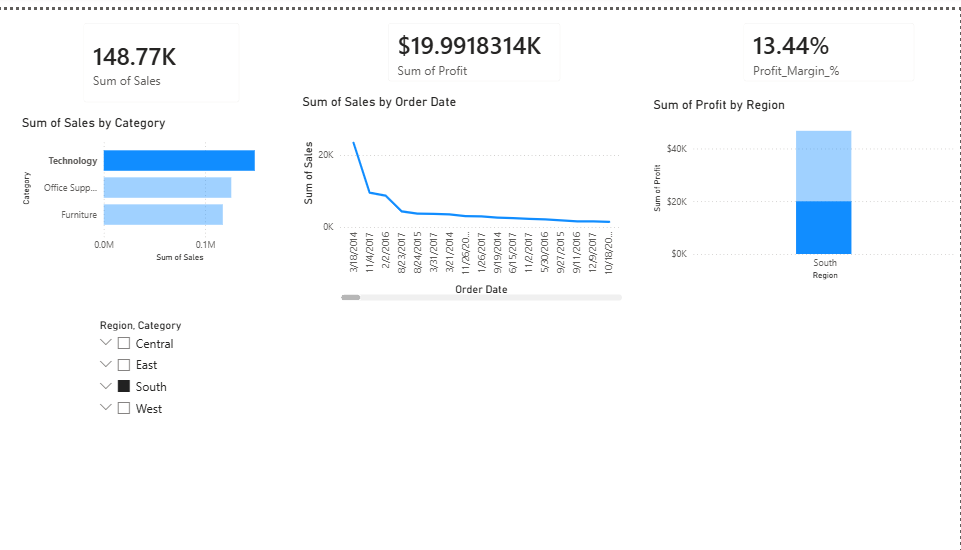 148.77K
Sum of Sales
$19.9918314K
Sum of Profit
13.44%
Profit_Margin_%
Sum of Sales by Category
Category
Technology
Office Supp...
Furniture
0.0M 0.1M
Sum of Sales
Sum of Sales by Order Date
Sum of Sales
20K
0K
3/18/2014
11/4/2017
2/2/2016
8/23/2017
8/24/2015
3/31/2017
3/21/2014
11/26/20...
1/26/2017
9/19/2014
6/15/2017
11/2/2017
5/30/2016
9/27/2015
9/11/2016
12/9/2017
10/18/20...
Order Date
Sum of Profit by Region
Sum of Profit
$40K
$20K
$0K
South
Region
Region, Category
Central
East
South
West